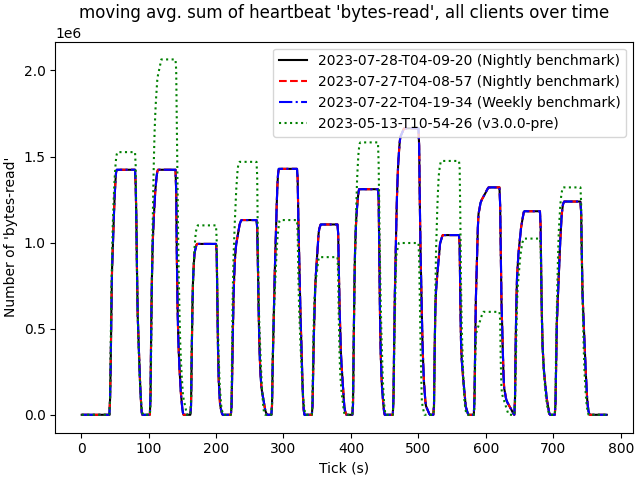 moving avg. sum of heartbeat 'bytes-read', all clients over time
1e6
2023-07-28-T04-09-20 (Nightly benchmark)
2023-07-27-T04-08-57 (Nightly benchmark)
2023-07-22-T04-19-34 (Weekly benchmark)
2023-05-13-T10-54-26 (v3.0.0-pre)
Number of 'bytes-read'
2.0
1.5
1.0
0.5
0.0
0 100 200 300 400 500 600 700 800
Tick (s)